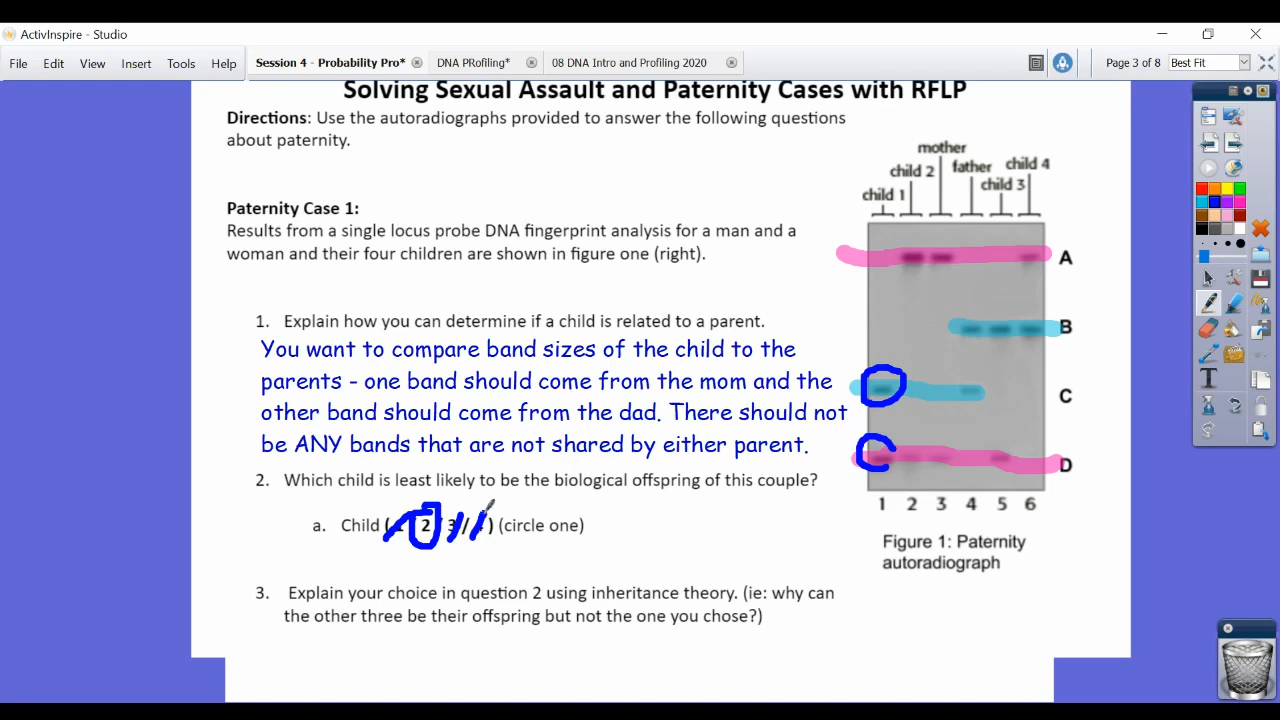 ActivInspire - Studio
File Edit View Insert Tools Help
Session 4 - Probability Pro*
DNA PRofiling*
08 DNA Intro and Profiling 2020
Page 3 of 8
Best Fit
Solving Sexual Assault and Paternity Cases with RFLP
Directions: Use the autoradiographs provided to answer the following questions
about paternity.
Paternity Case 1:
Results from a single locus probe DNA fingerprint analysis for a man and a
woman and their four children are shown in figure one (right).
1. Explain how you can determine if a child is related to a parent.
You want to compare band sizes of the child to the
parents - one band should come from the mom and the
other band should come from the dad. There should not
be ANY bands that are not shared by either parent.
2. Which child is least likely to be the biological offspring of this couple?
a. Child ( 2 / 3 / ) (circle one)
3. Explain your choice in question 2 using inheritance theory. (ie: why can
the other three be their offspring but not the one you chose?)
mother
child 2 father child 4
child 1 child 3
A
B
C
D
1 2 3 4 5 6
Figure 1: Paternity
autoradiograph
T